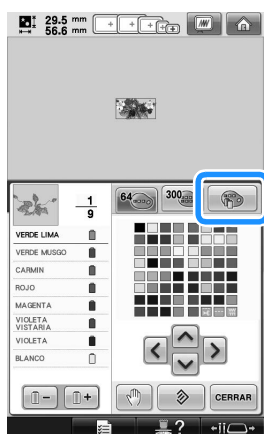 29.5 mm
56.6 mm
1
9
64
300
VERDE LIMA
VERDE MUSGO
CARMIN
ROJO
MAGENTA
VIOLETA
VISTARIA
VIOLETA
BLANCO
CERRAR
?